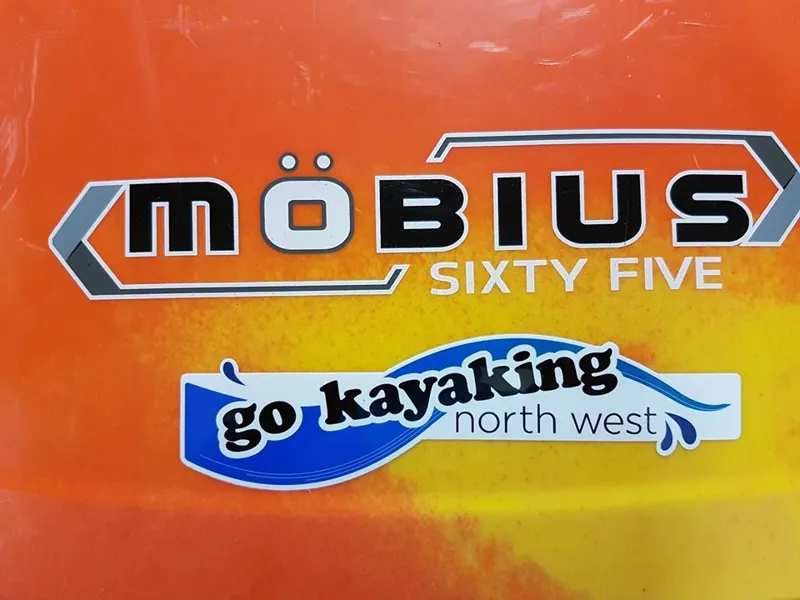 MÖBIUS
SIXTY FIVE
go kayaking
north west